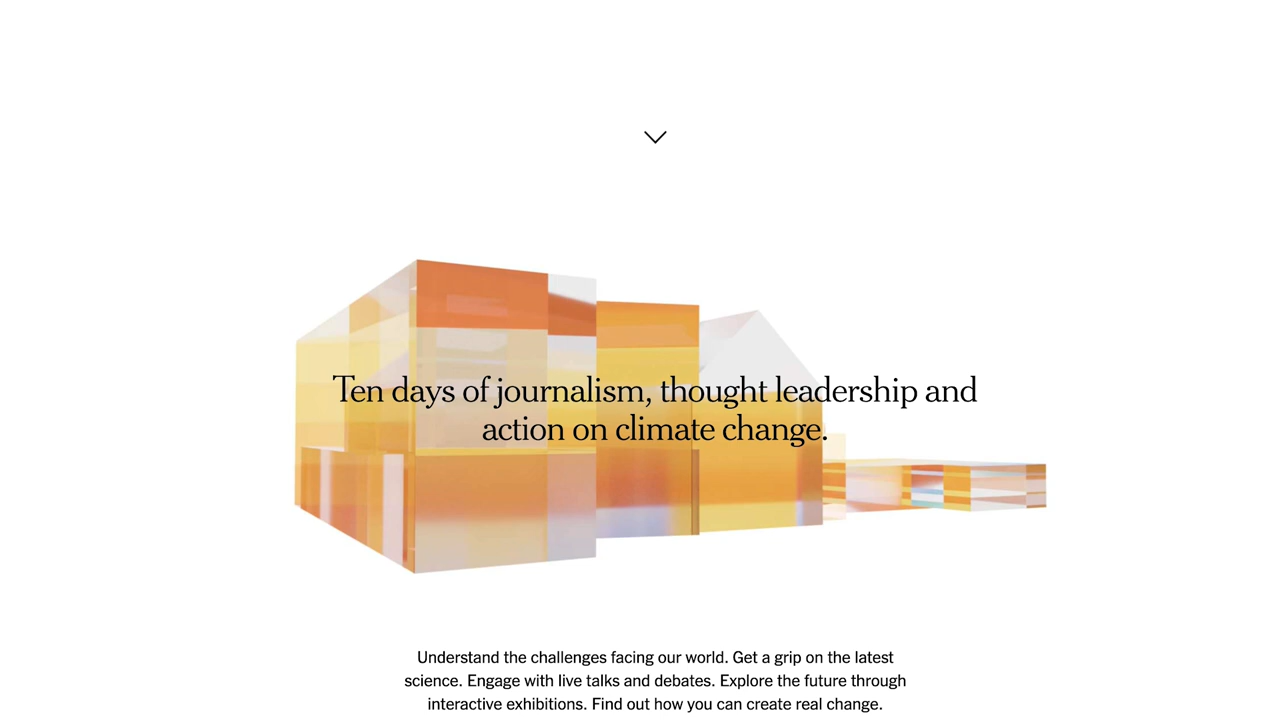 Ten days of journalism, thought leadership and
action on climate change.
Understand the challenges facing our world. Get a grip on the latest
science. Engage with live talks and debates. Explore the future through
interactive exhibitions. Find out how you can create real change.